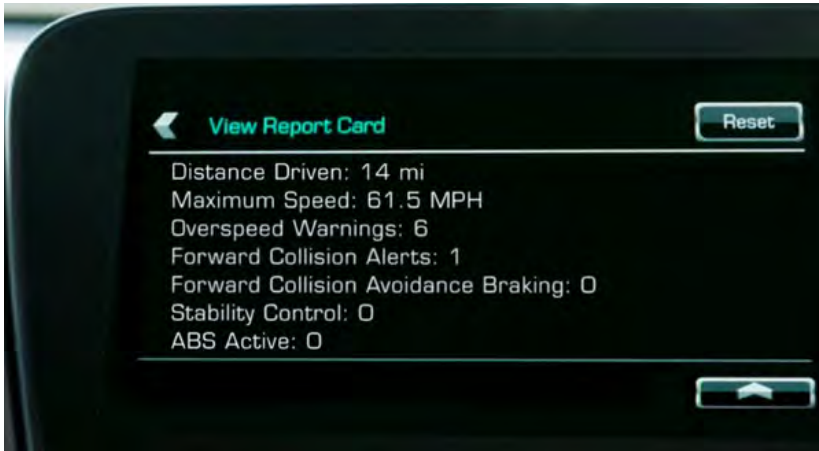 View Report Card
Reset
Distance Driven: 14 mi
Maximum Speed: 61.5 MPH
Overspeed Warnings: 6
Forward Collision Alerts: 1
Forward Collision Avoidance Braking: 0
Stability Control: 0
ABS Active: 0